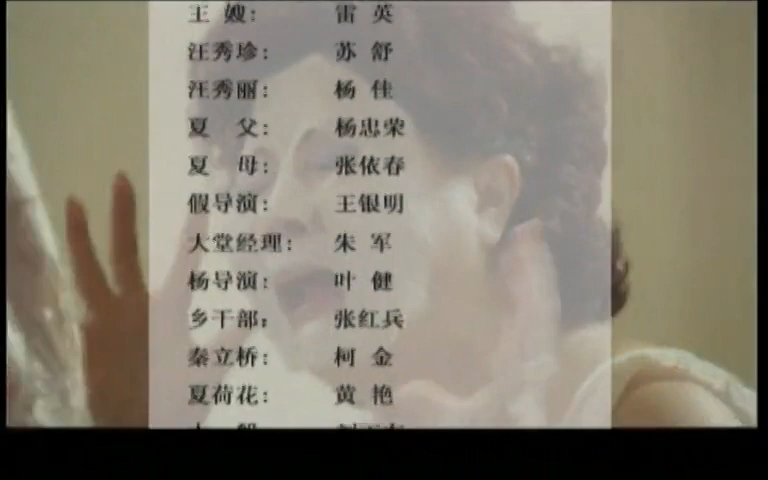 王 嫂： 雷 英
汪秀珍： 苏 舒
汪秀丽： 杨 佳
夏 父： 杨忠荣
夏 母： 张依春
假导演： 王银明
大堂经理： 朱 军
杨导演： 叶 健
乡干部： 张红兵
秦立桥： 柯 金
夏荷花： 黄 艳